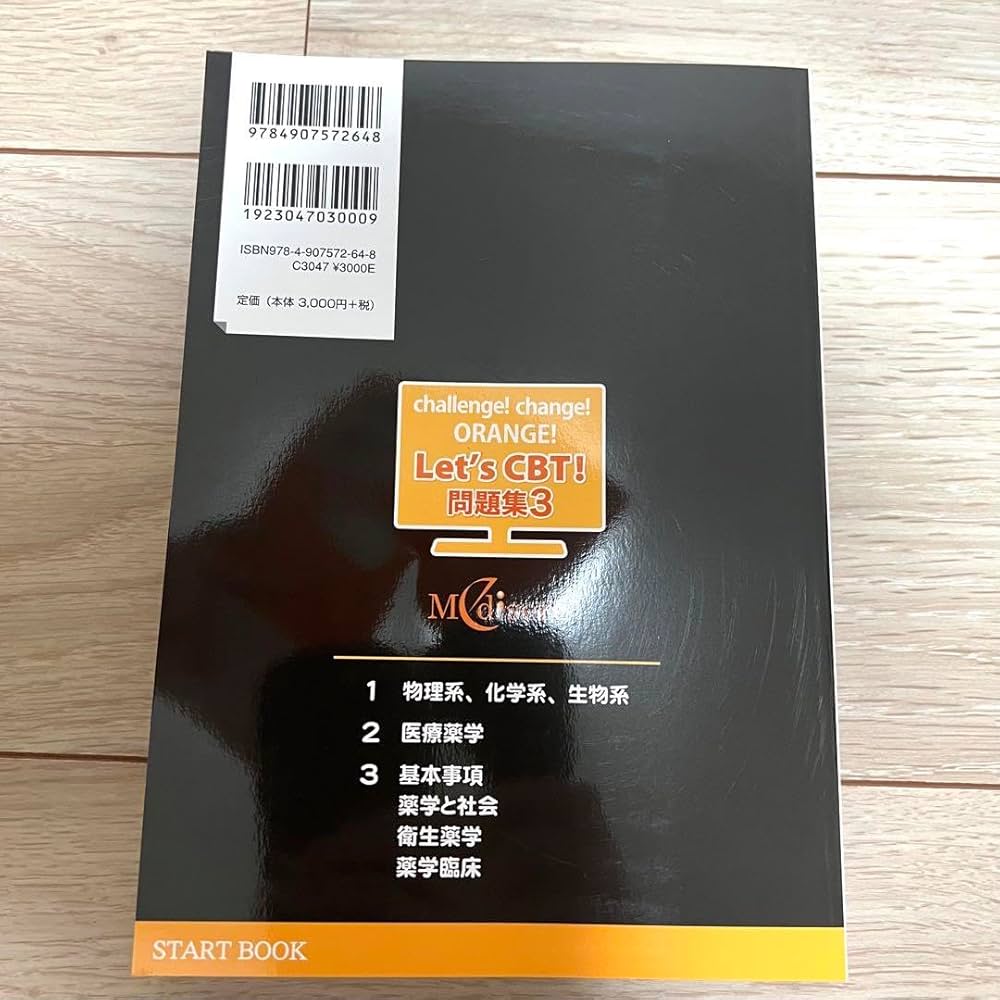 9784907572648
1923047030009
ISBN978-4-907572-64-8
C3047 ¥3000E
定価（本体 3,000円+税）
challenge! change!
ORANGE!
Let's CBT!
問題集3
1 物理系、化学系、生物系
2 医療薬学
3 基本事項
薬学と社会
衛生薬学
薬学臨床
START BOOK